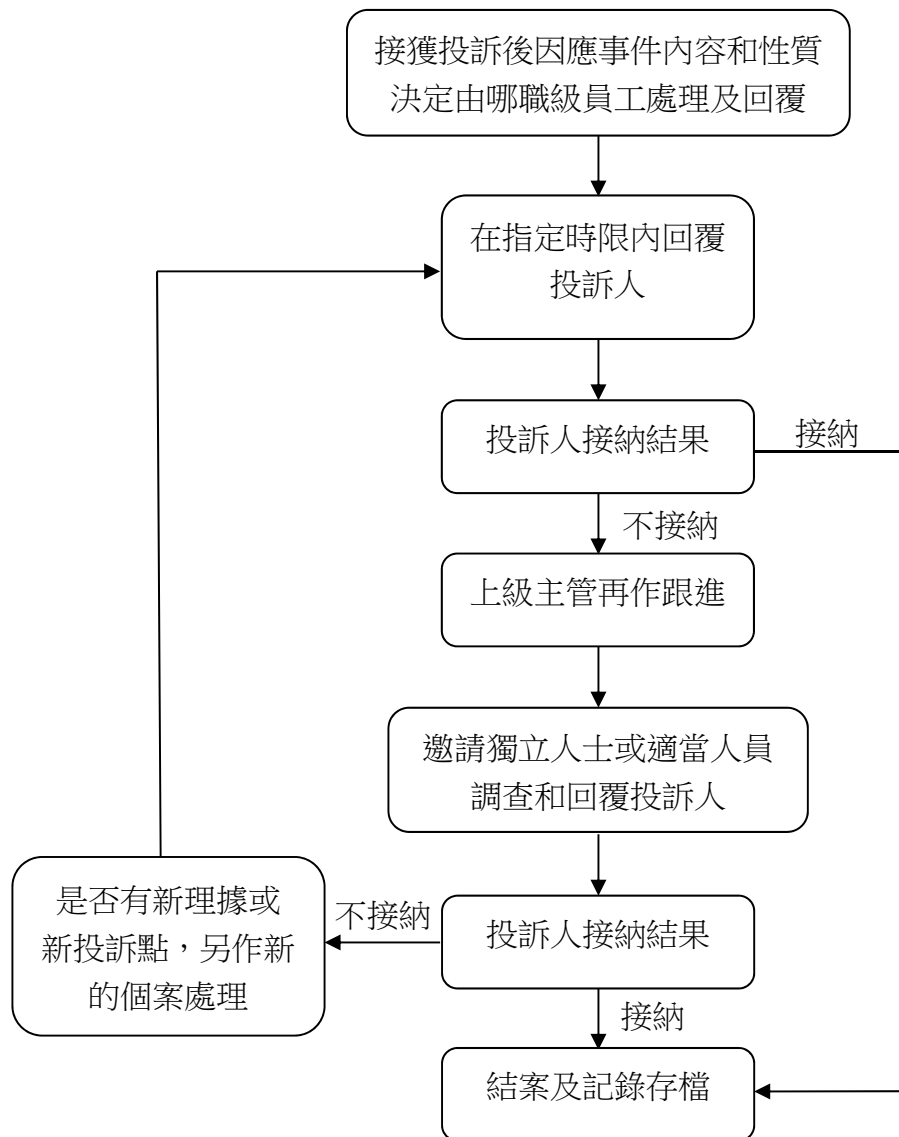 接獲投訴後因應事件內容和性質
決定由哪職級員工處理及回覆
在指定時限內回覆
投訴人
投訴人接納結果
接納
不接納
上級主管再作跟進
邀請獨立人士或適當人員
調查和回覆投訴人
是否有新理據或
新投訴點，另作新
的個案處理
不接納
投訴人接納結果
接納
結案及記錄存檔